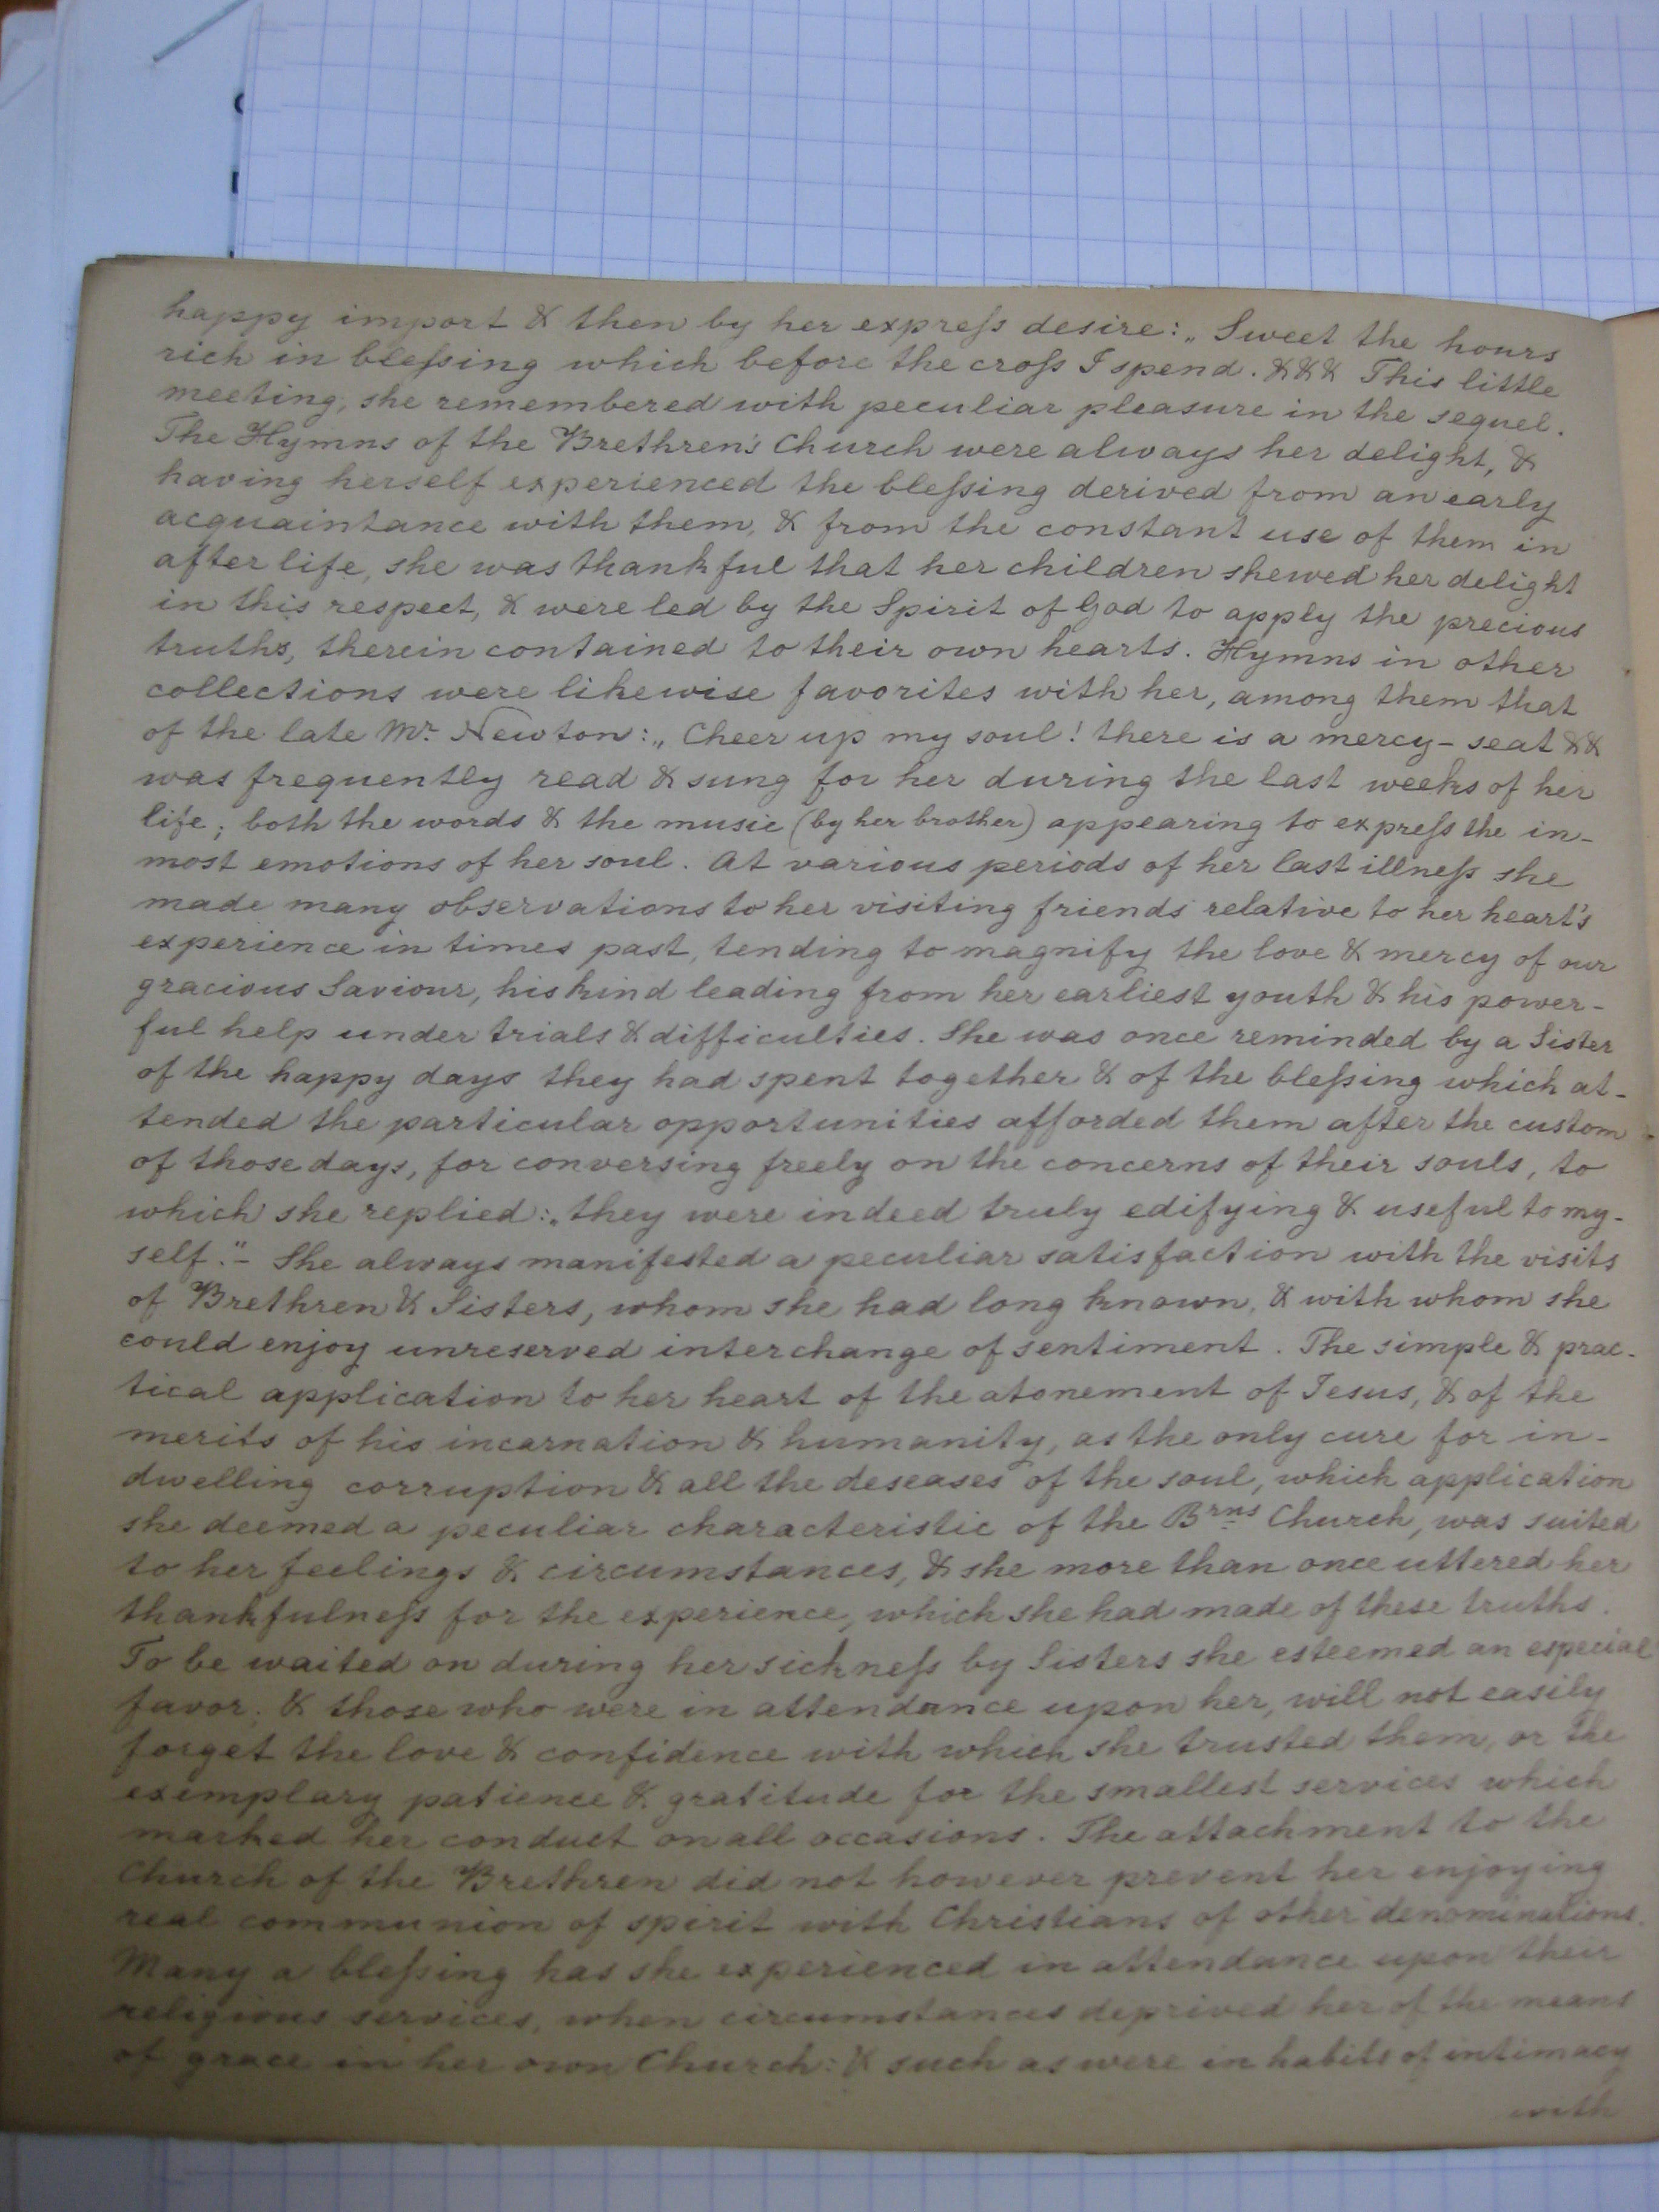 happy import & then by her expreſs desire: „Sweet the hours
rich in bleſsing which before the croſs I spend. &&& This little
meeting, she remembered with peculiar pleasure in the sequel.
The Hymns of the Brethren's Church were always her delight, &
having herself experienced the bleſsing derived from an early
acquaintance with them, & from the constant use of them in
after life, she was thankful that her children shewed her delight
in this respect, & were led by the Spirit of God to apply the precious
truths, therein contained to their own hearts. Hymns in other
collections were likewise favorites with her, among them that
of the late Mr. Newton: „Cheer up my soul! there is a mercy-seat &&
was frequently read & sung for her during the last weeks of her
life; both the words & the music (by her brother) appearing to expreſs the in-
most emotions of her soul. At various periods of her last illneſs she
made many observations to her visiting friends relative to her heart's
experience in times past, tending to magnify the love & mercy of our
gracious Saviour, his kind leading from her earliest youth & his power-
ful help under trials & difficulties. She was once reminded by a Sister
of the happy days they had spent together & of the bleſsing which at-
tended the particular opportunities afforded them after the custom
of those days, for conversing freely on the concerns of their souls, to
which she replied: „they were indeed truly edifying & useful to my-
self."- She always manifested a peculiar satisfaction with the visits
of Brethren & Sisters, whom she had long known, & with whom she
could enjoy unreserved interchange of sentiment. The simple & prac-
tical application to her heart of the atonement of Jesus, & of the
merits of his incarnation & humanity, as the only cure for in-
dwelling corruption & all the deseases of the soul, which application
she deemed a peculiar characteristic of the Brns Church, was suited
to her feelings & circumstances, & she more than once uttered her
thankfulneſs for the experience, which she had made of these truths.
To be waited on during her sickneſs by Sisters she esteemed an especial
favor; & those who were in attendance upon her, will not easily
forget the love & confidence with which she trusted them, or the
exemplary patience & gratitude for the smallest services which
marked her conduct on all occasions. The attachment to the
Church of the Brethren did not however prevent her enjoying
real communion of spirit with Christians of other denominations.
Many a bleſsing has she experienced in attendance upon their
religious services, when circumstances deprived her of the means
of grace in her own Church: & such as were in habits of intimacy
with